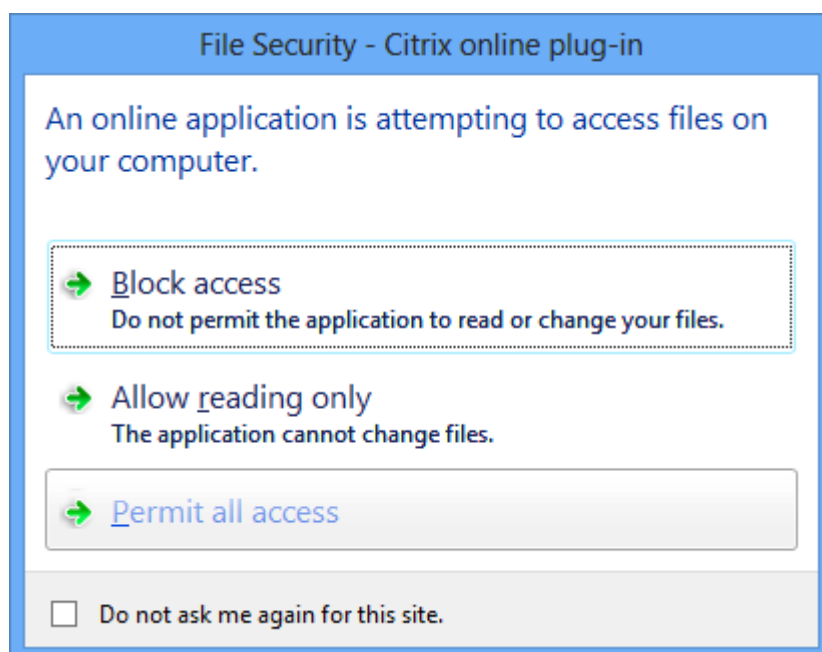 File Security - Citrix online plug-in
An online application is attempting to access files on
your computer.
Block access
Do not permit the application to read or change your files.
Allow reading only
The application cannot change files.
Permit all access
Do not ask me again for this site.